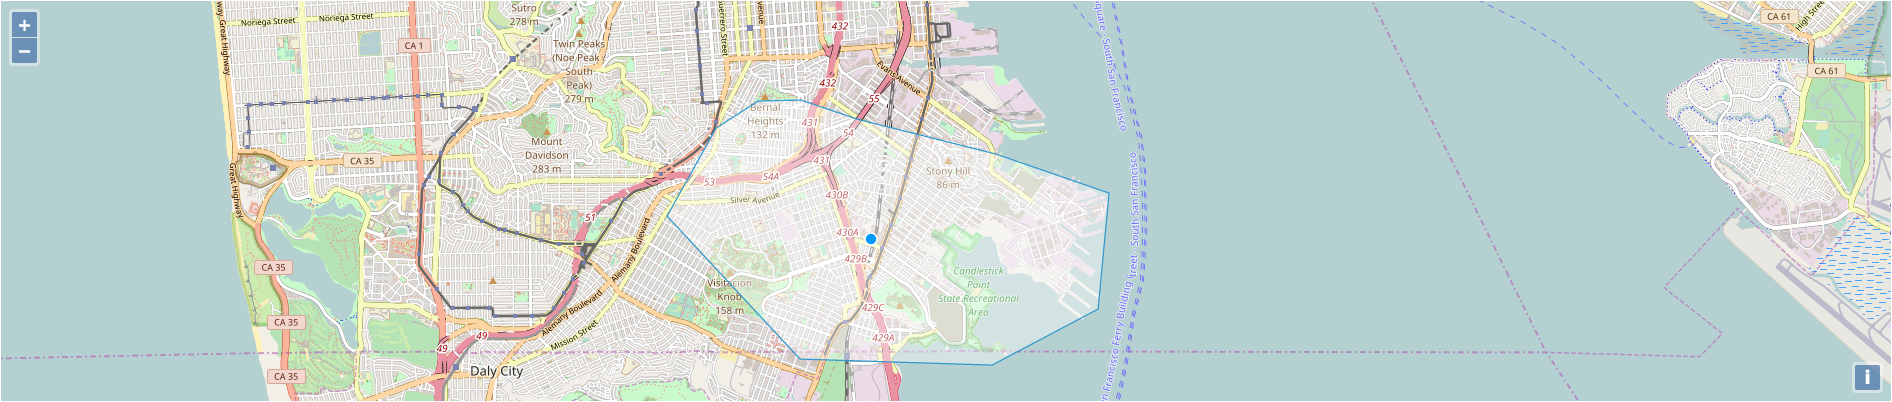 +
−
Noriega Street
Noriega Street
CA 1
Sutro
278 m
Twin Peaks
(Noe Peak /
South
Peak)
279 m
Guerrero Street
432
432
Evans Avenue
55
Great Highway
Great Highway
CA 35
Mount
Davidson
283 m
Bernal
Heights
132 m
431
54
431
54A
53
Silver Avenue
430B
Stony Hill
86 m
51
430A
429B
Alemany Boulevard
Alemany Boulevard
Mission Street
Visitacion
Knob
158 m
Candlestick
Point
State Recreational
Area
429C
429A
CA 35
CA 35
CA 35
49
49
Daly City
South San Francisco
South San Francisco
San Francisco Ferry Building
CA 61
High Street
CA 61
i